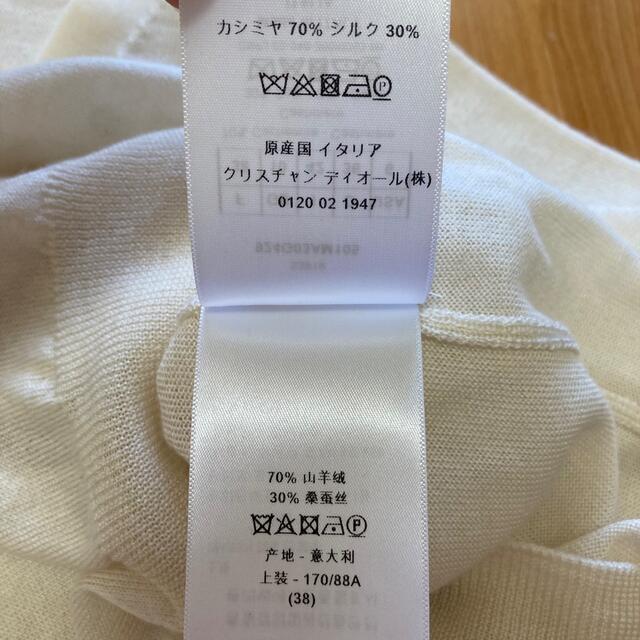 カシミヤ 70% シルク 30%
原産国 イタリア
クリスチャン ディオール(株)
0120 02 1947
924G03AM105
70% 山羊绒
30% 桑蚕丝
产地 - 意大利
上装 - 170/88A
(38)